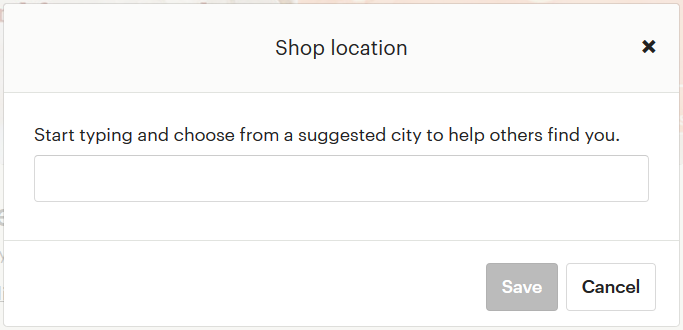 Shop location
Start typing and choose from a suggested city to help others find you.
Save
Cancel